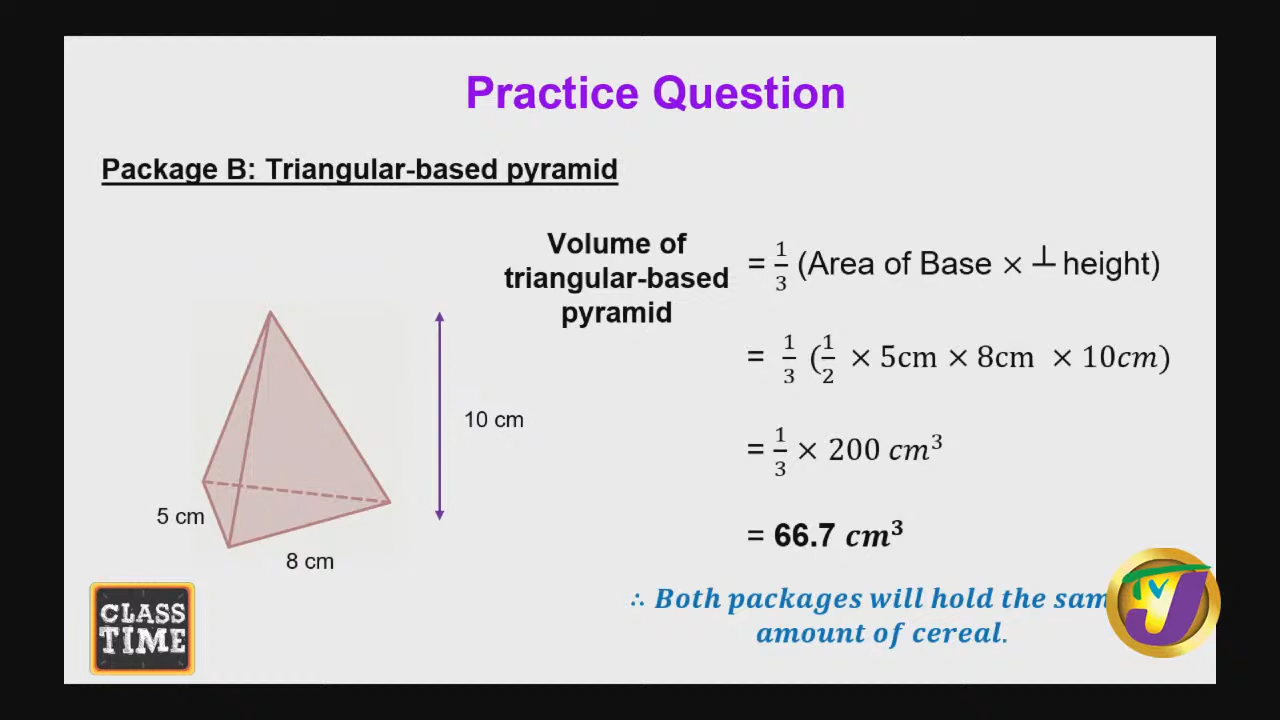 Practice Question
Package B: Triangular-based pyramid
Volume of
triangular-based
pyramid
= 1/3 (Area of Base × ⊥ height)
= 1/3 (1/2 × 5cm × 8cm × 10cm)
= 1/3 × 200 cm³
= 66.7 cm³
10 cm
5 cm
8 cm
∴ Both packages will hold the
amount of cereal.
CLASS
TIME
TVJ